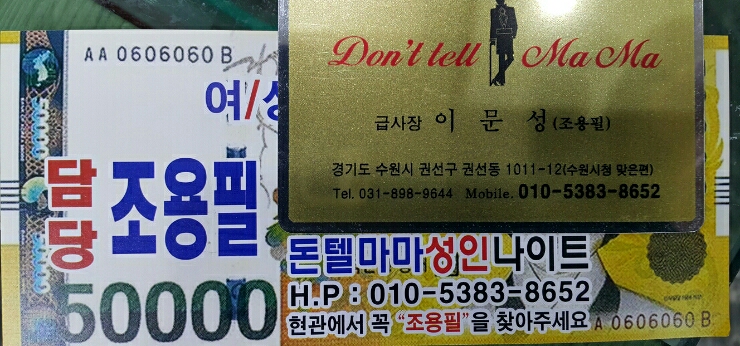 AA 0606060 B
Don't tell MaMa
여/성
급사장 이 문 성(조용필)
경기도 수원시 권선구 권선동 1011-12(수원시청 맞은편)
Tel. 031-898-9644 Mobile. 010-5383-8652
담당 조용필
돈텔마마성인나이트
50000
H.P : 010-5383-8652
현관에서 꼭 "조용필"을 찾아주세요
A 0606060 B